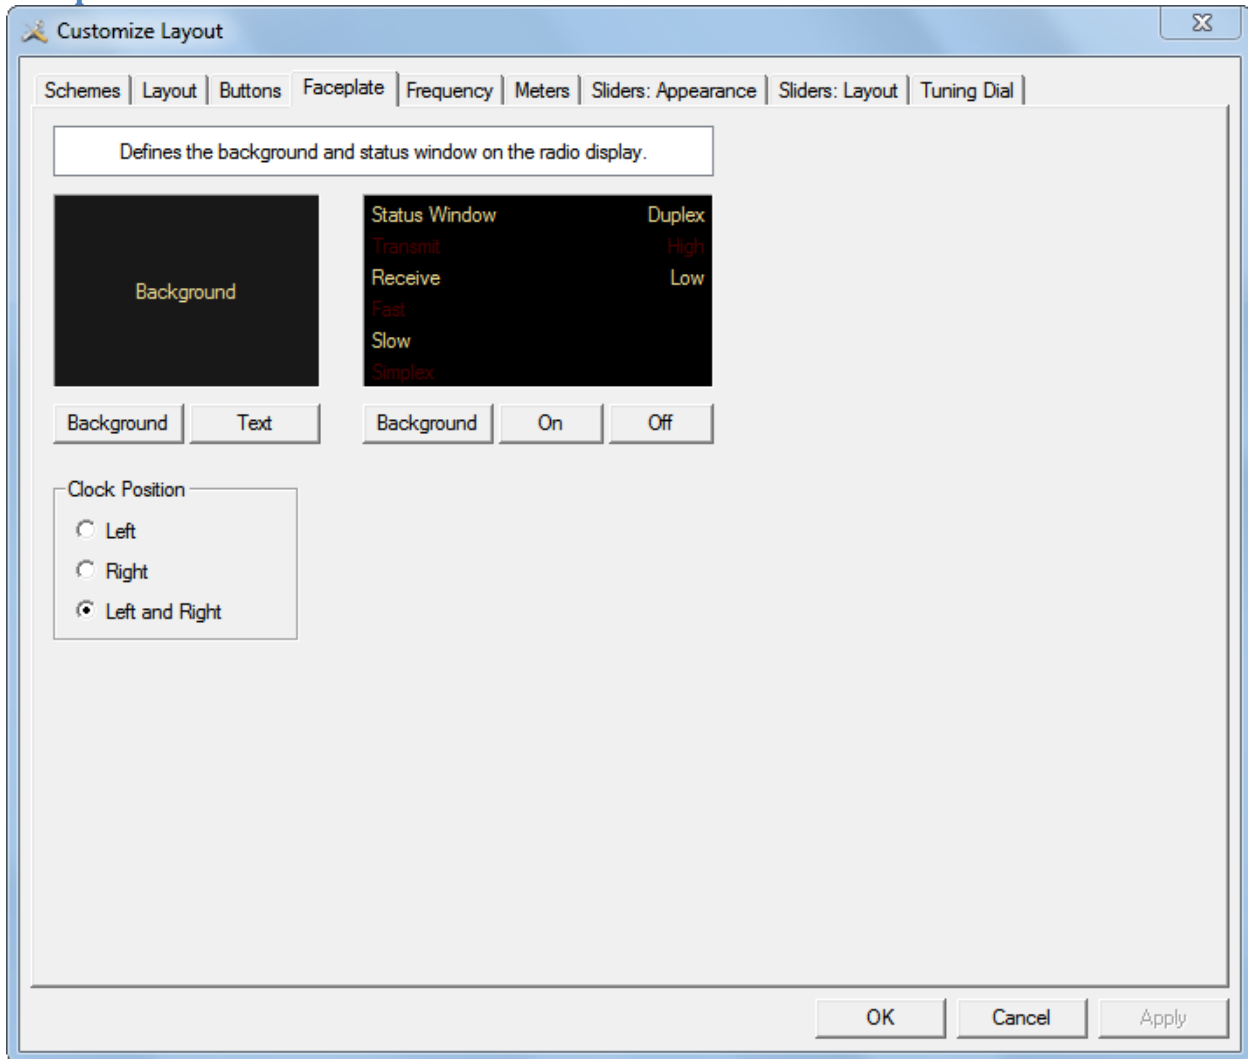 Customize Layout
Schemes Layout Buttons Faceplate Frequency Meters Sliders: Appearance Sliders: Layout Tuning Dial
Defines the background and status window on the radio display.
Background
Status Window Duplex
Transmit High
Receive Low
Fast
Slow
Simplex
Background Text Background On Off
Clock Position
Left
Right
Left and Right
OK Cancel Apply